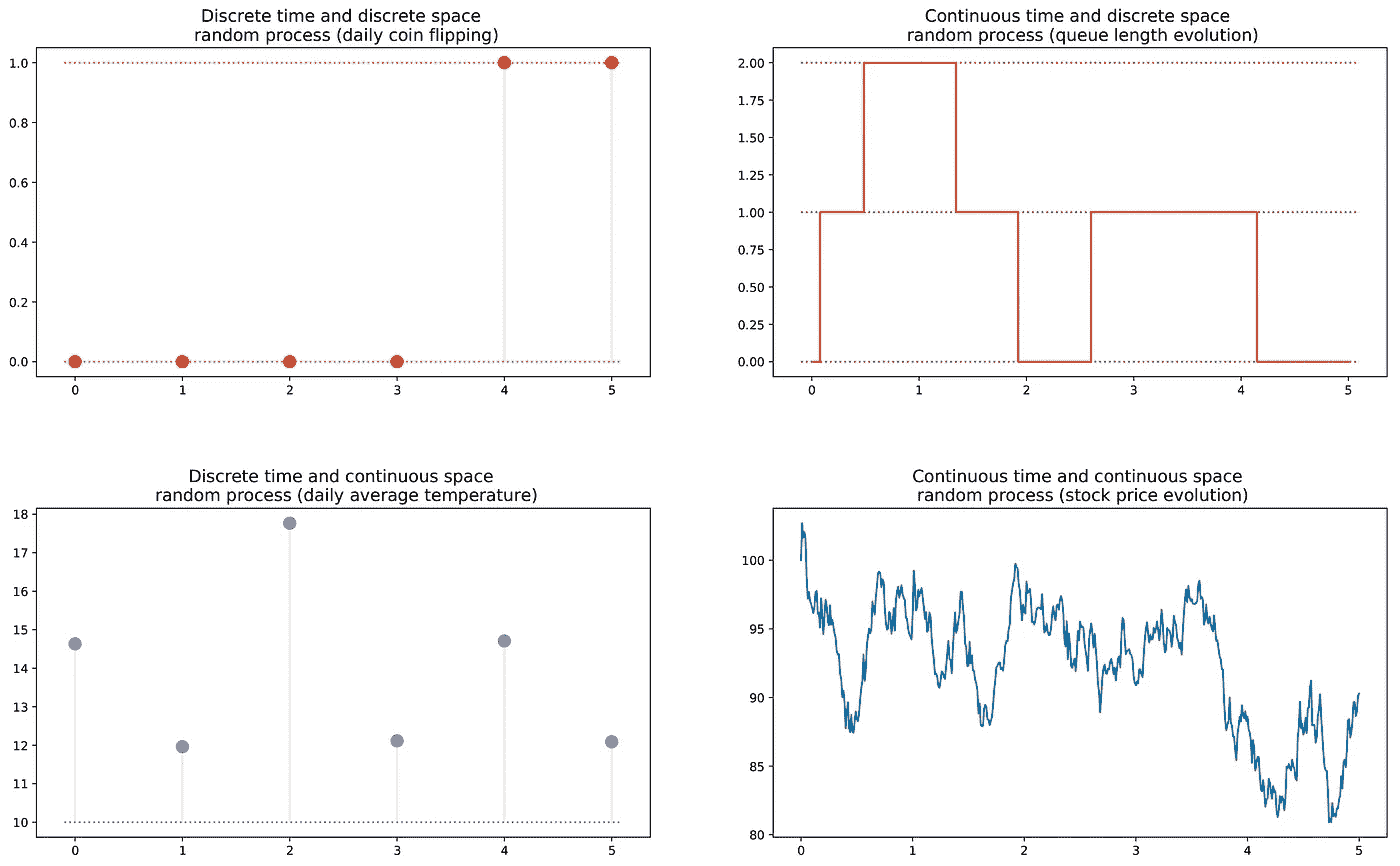 Discrete time and discrete space
random process (daily coin flipping)
1.0
0.8
0.6
0.4
0.2
0.0
0 1 2 3 4 5
Continuous time and discrete space
random process (queue length evolution)
2.00
1.75
1.50
1.25
1.00
0.75
0.50
0.25
0.00
0 1 2 3 4 5
Discrete time and continuous space
random process (daily average temperature)
18
17
16
15
14
13
12
11
10
0 1 2 3 4 5
Continuous time and continuous space
random process (stock price evolution)
100
95
90
85
80
0 1 2 3 4 5